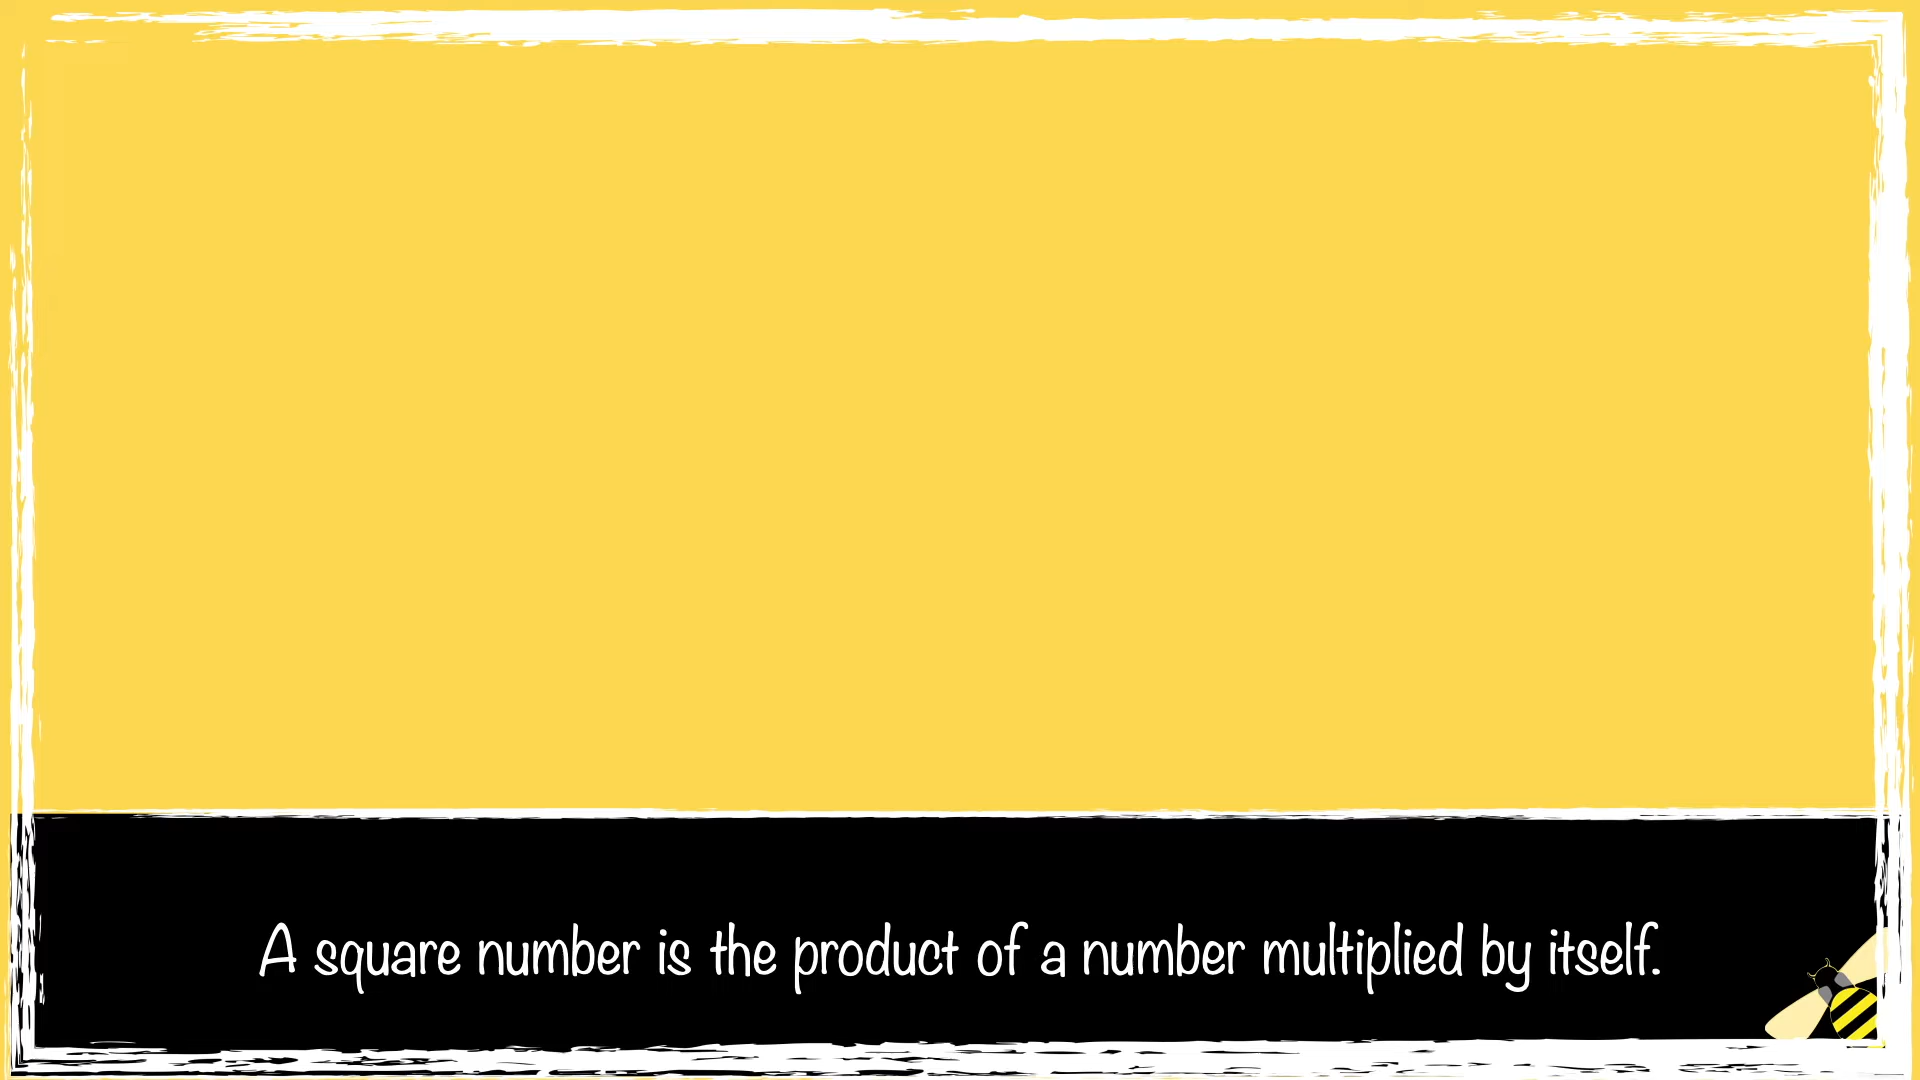 A square number is the product of a number multiplied by itself.